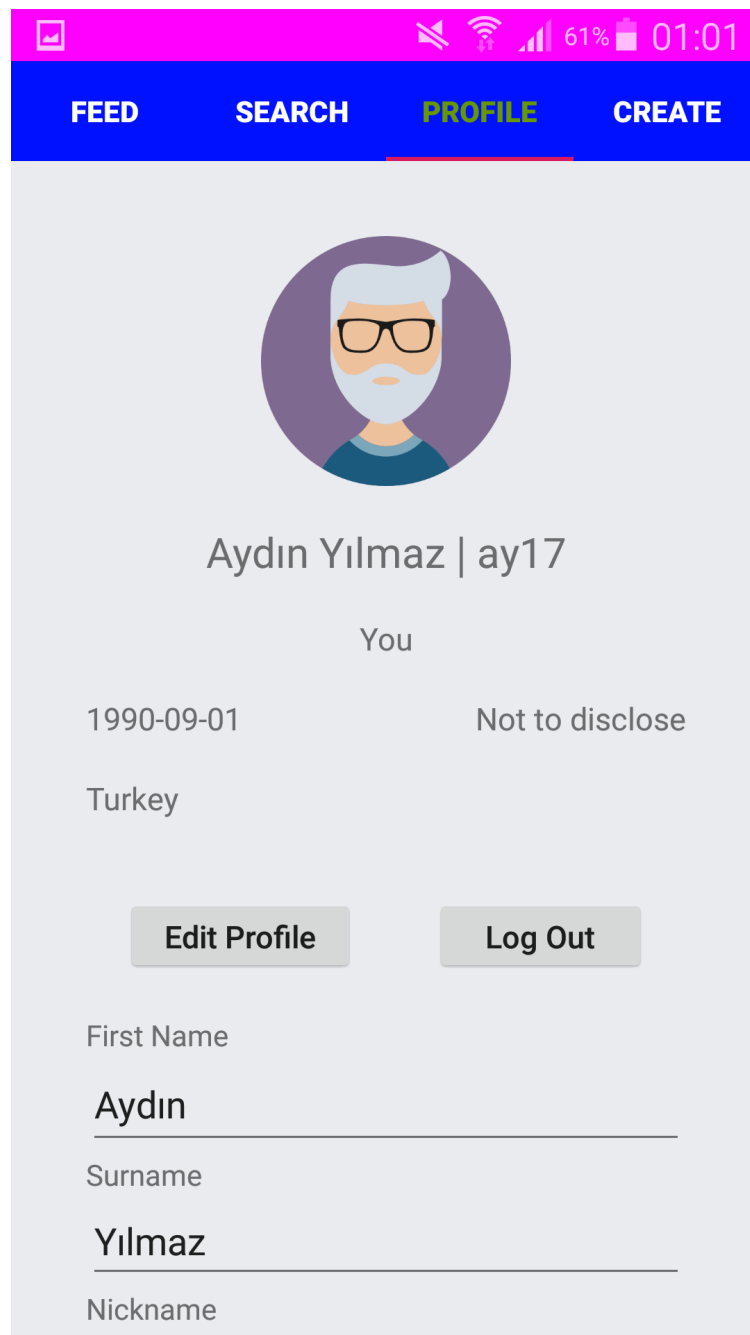 61% 01:01
FEED SEARCH PROFILE CREATE
Aydın Yılmaz | ay17
You
1990-09-01 Not to disclose
Turkey
Edit Profile Log Out
First Name
Aydın
Surname
Yılmaz
Nickname